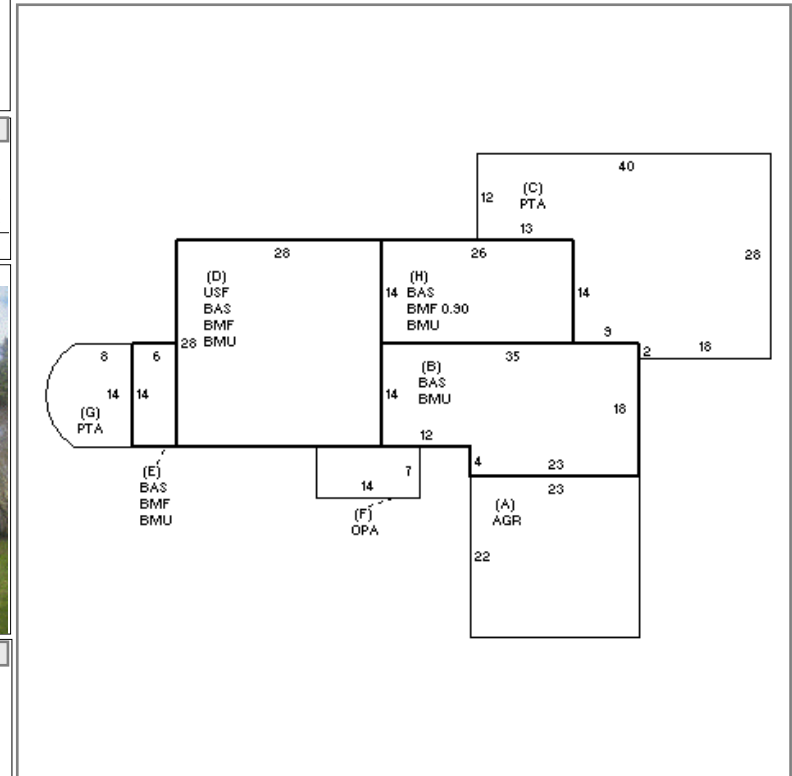 40
(C)
PTA
12
13
28
28
26
(D)
USF
BAS
BMF
BMU
28
14
(H)
BAS
BMF 0.90
BMU
14
9
2
18
8
6
14
14
(G)
PTA
35
(B)
BAS
BMU
14
18
12
4
23
23
(E)
BAS
BMF
BMU
7
14
(F)
OPA
(A)
AGR
22